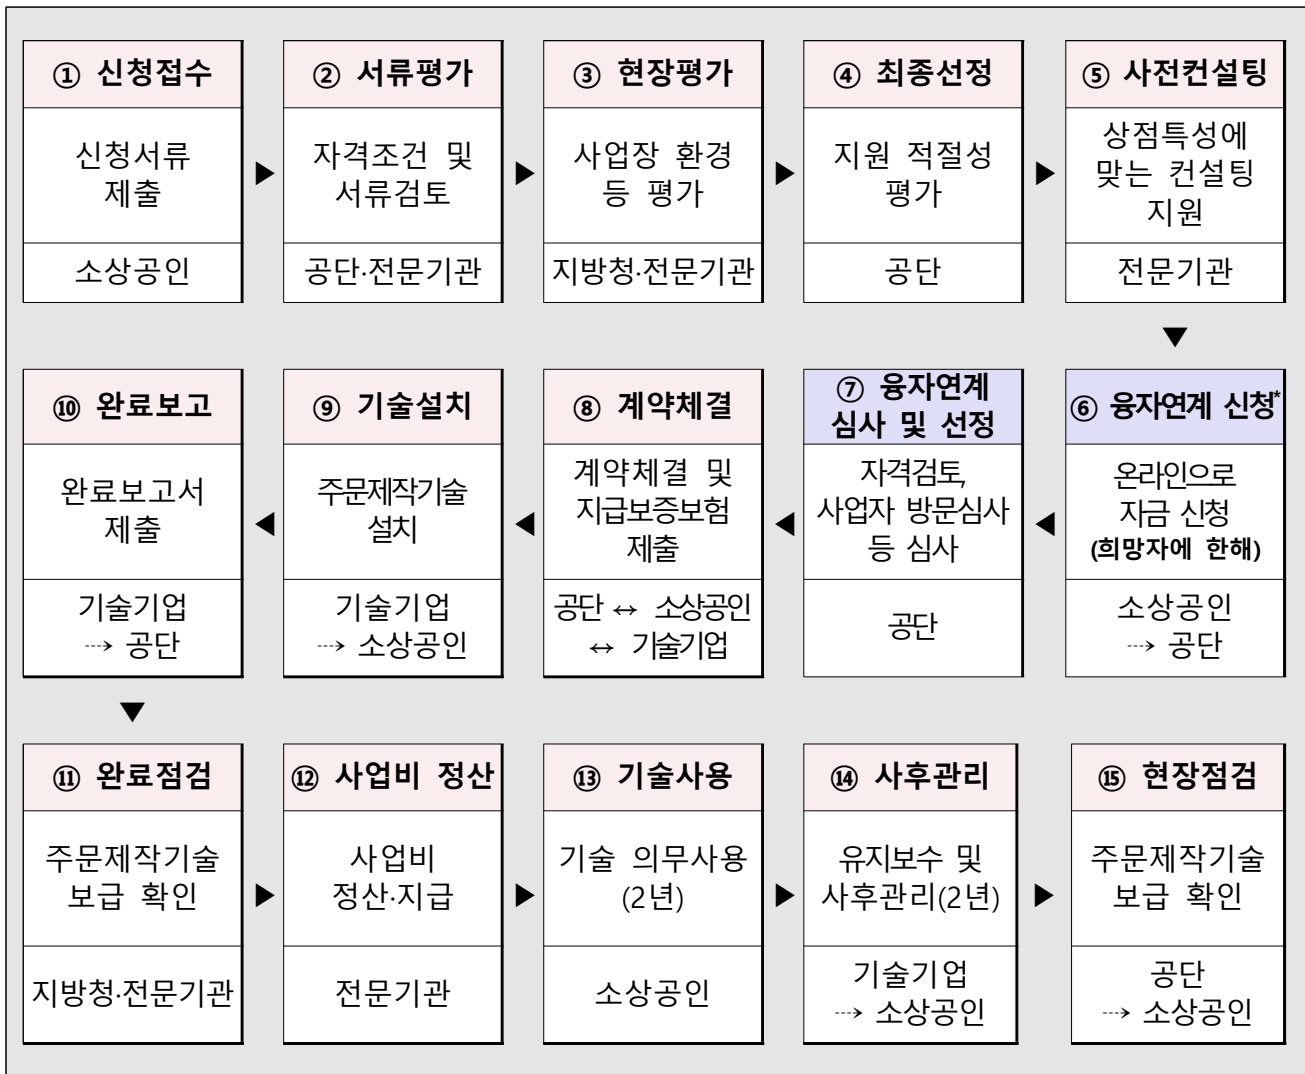 ① 신청접수
신청서류
제출
소상공인
② 서류평가
자격조건 및
서류검토
공단·전문기관
③ 현장평가
사업장 환경
등 평가
지방청·전문기관
④ 최종선정
지원 적절성
평가
공단
⑤ 사전컨설팅
상점특성에
맞는 컨설팅
지원
전문기관
⑥ 융자연계 신청*
온라인으로
자금 신청
(희망자에 한해)
소상공인
⇢ 공단
⑦ 융자연계
심사 및 선정
자격검토,
사업자 방문심사
등 심사
공단
⑧ 계약체결
계약체결 및
지급보증보험
제출
공단 ↔ 소상공인
↔ 기술기업
⑨ 기술설치
주문제작기술
설치
기술기업
⇢ 소상공인
⑩ 완료보고
완료보고서
제출
기술기업
⇢ 공단
⑪ 완료점검
주문제작기술
보급 확인
지방청·전문기관
⑫ 사업비 정산
사업비
정산·지급
전문기관
⑬ 기술사용
기술 의무사용
(2년)
소상공인
⑭ 사후관리
유지보수 및
사후관리(2년)
기술기업
⇢ 소상공인
⑮ 현장점검
주문제작기술
보급 확인
공단
⇢ 소상공인